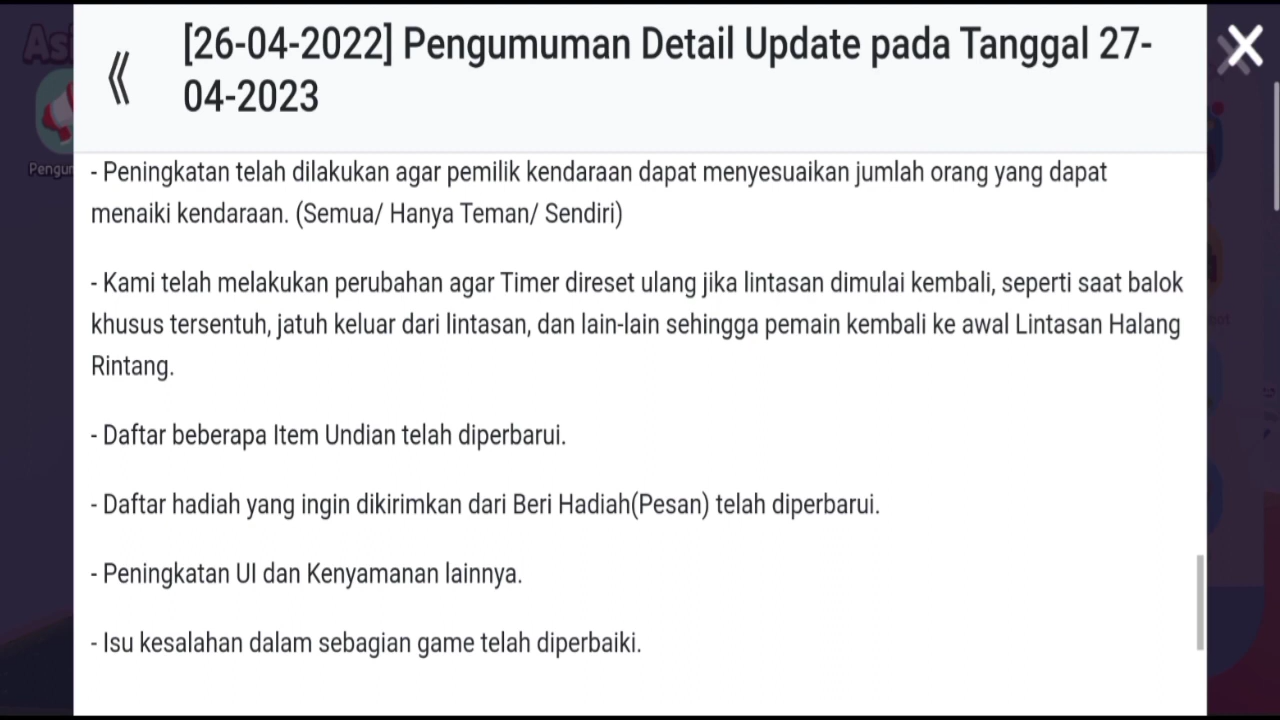 [26-04-2022] Pengumuman Detail Update pada Tanggal 27-
04-2023
- Peningkatan telah dilakukan agar pemilik kendaraan dapat menyesuaikan jumlah orang yang dapat
menaiki kendaraan. (Semua/ Hanya Teman/ Sendiri)
- Kami telah melakukan perubahan agar Timer direset ulang jika lintasan dimulai kembali, seperti saat balok
khusus tersentuh, jatuh keluar dari lintasan, dan lain-lain sehingga pemain kembali ke awal Lintasan Halang
Rintang.
- Daftar beberapa Item Undian telah diperbarui.
- Daftar hadiah yang ingin dikirimkan dari Beri Hadiah(Pesan) telah diperbarui.
- Peningkatan UI dan Kenyamanan lainnya.
- Isu kesalahan dalam sebagian game telah diperbaiki.